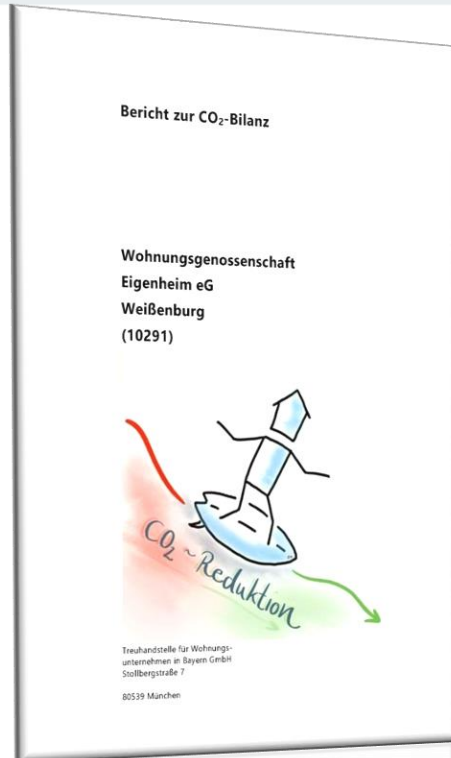 Bericht zur CO₂-Bilanz
Wohnungsgenossenschaft
Eigenheim eG
Weißenburg
(10291)
CO₂-Reduktion
Treuhandstelle für Wohnungs-
unternehmen in Bayern GmbH
Stollbergstraße 7
80539 München